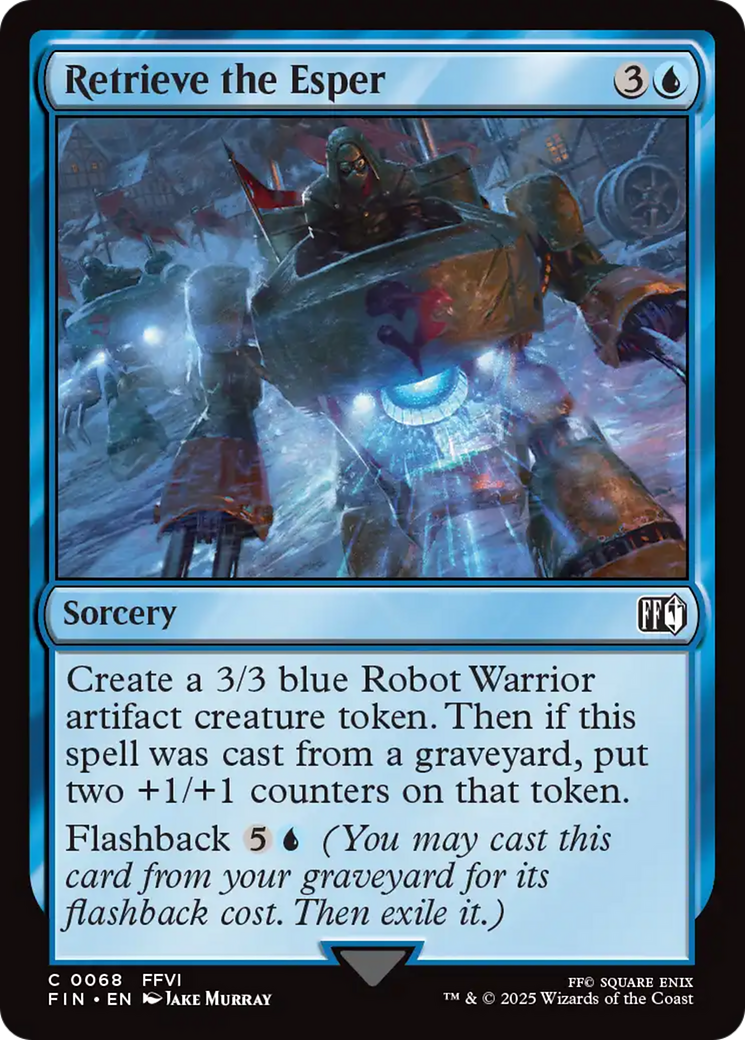 Retrieve the Esper 3
Sorcery FF
Create a 3/3 blue Robot Warrior
artifact creature token. Then if this
spell was cast from a graveyard, put
two +1/+1 counters on that token.
Flashback 5 (You may cast this
card from your graveyard for its
flashback cost. Then exile it.)
C 0068 FFVI
FIN • EN Jake Murray
FF© SQUARE ENIX
™ & © 2025 Wizards of the Coast